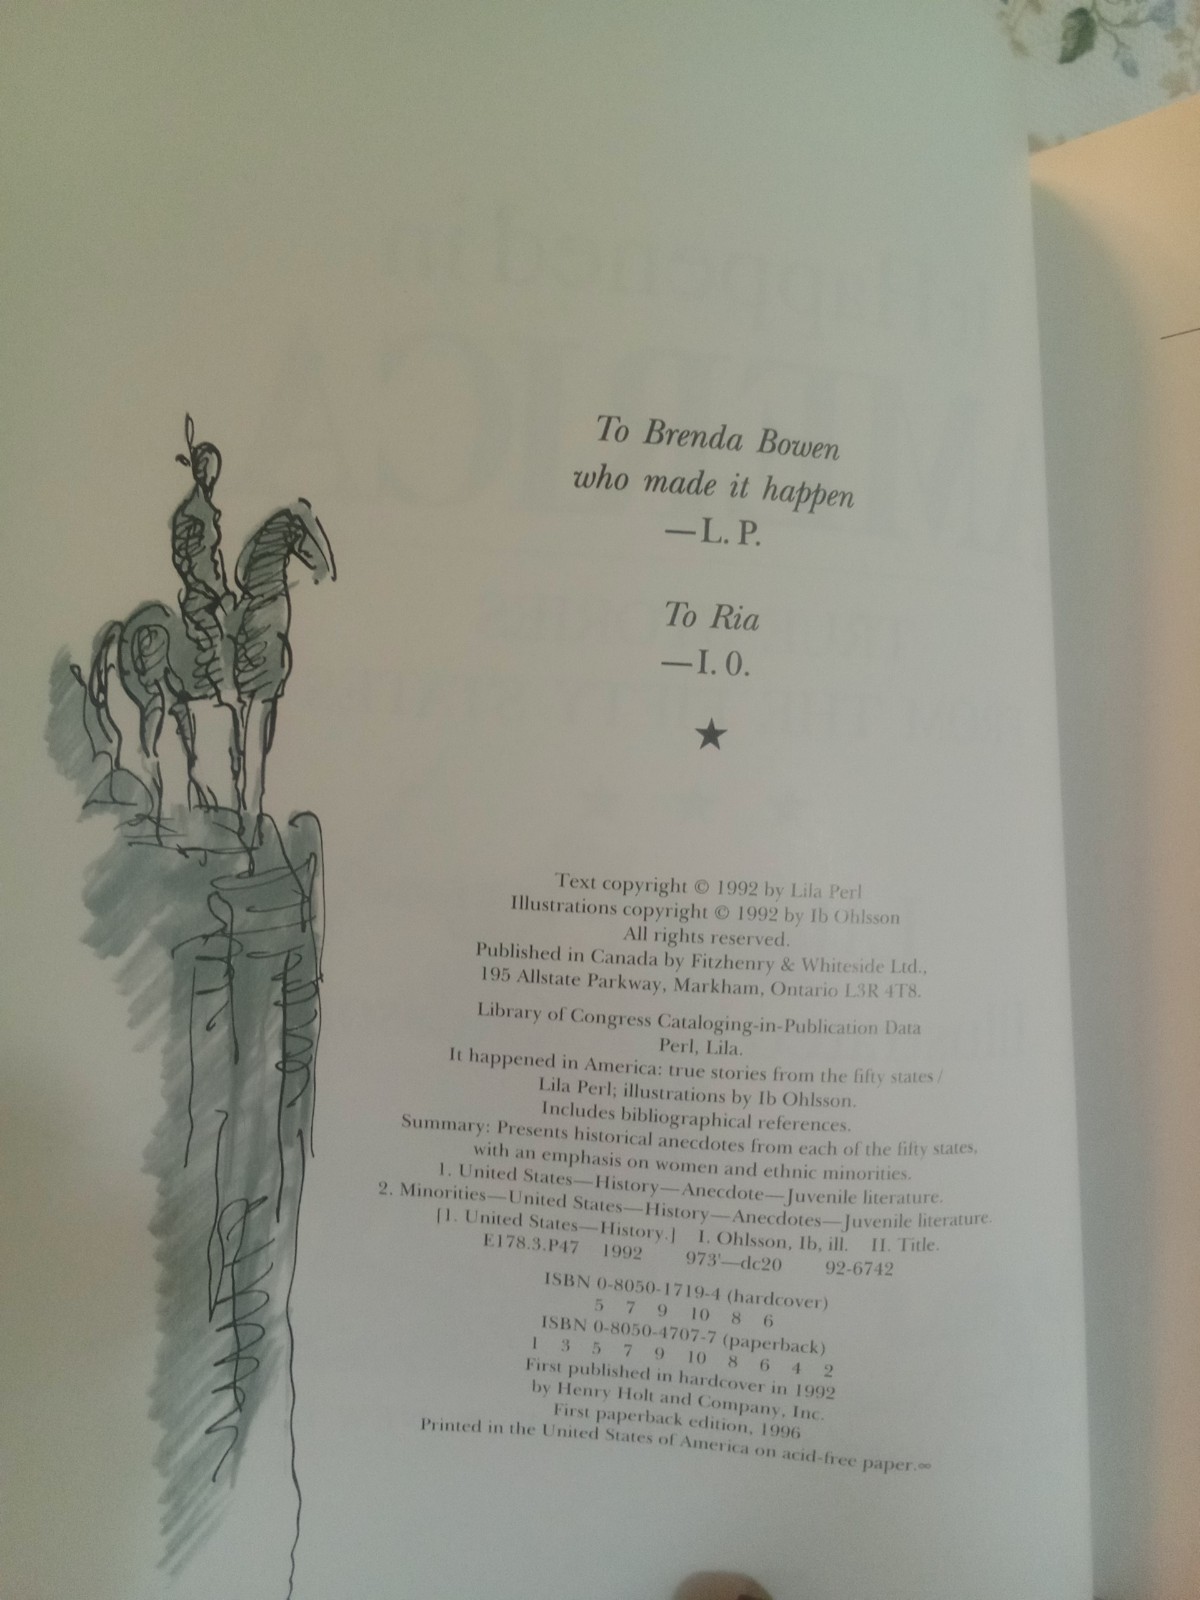 To Brenda Bowen
who made it happen
—L. P.
To Ria
—I. O.
★
Text copyright © 1992 by Lila Perl
Illustrations copyright © 1992 by Ib Ohlsson
All rights reserved.
Published in Canada by Fitzhenry & Whiteside Ltd.,
195 Allstate Parkway, Markham, Ontario L3R 4T8.
Library of Congress Cataloging-in-Publication Data
Perl, Lila.
It happened in America: true stories from the fifty states/
Lila Perl; illustrations by Ib Ohlsson.
Includes bibliographical references.
Summary: Presents historical anecdotes from each of the fifty states,
with an emphasis on women and ethnic minorities.
1. United States—History—Anecdote—Juvenile literature.
2. Minorities—United States—History—Anecdotes—Juvenile literature.
[1. United States—History.] I. Ohlsson, Ib, ill. II. Title.
E178.3.P47 1992 973'—dc20 92-6742
ISBN 0-8050-1719-4 (hardcover)
5 7 9 10 8 6
ISBN 0-8050-4707-7 (paperback)
1 3 5 7 9 10 8 6 4 2
First published in hardcover in 1992
by Henry Holt and Company, Inc.
First paperback edition, 1996
Printed in the United States of America on acid-free paper.∞